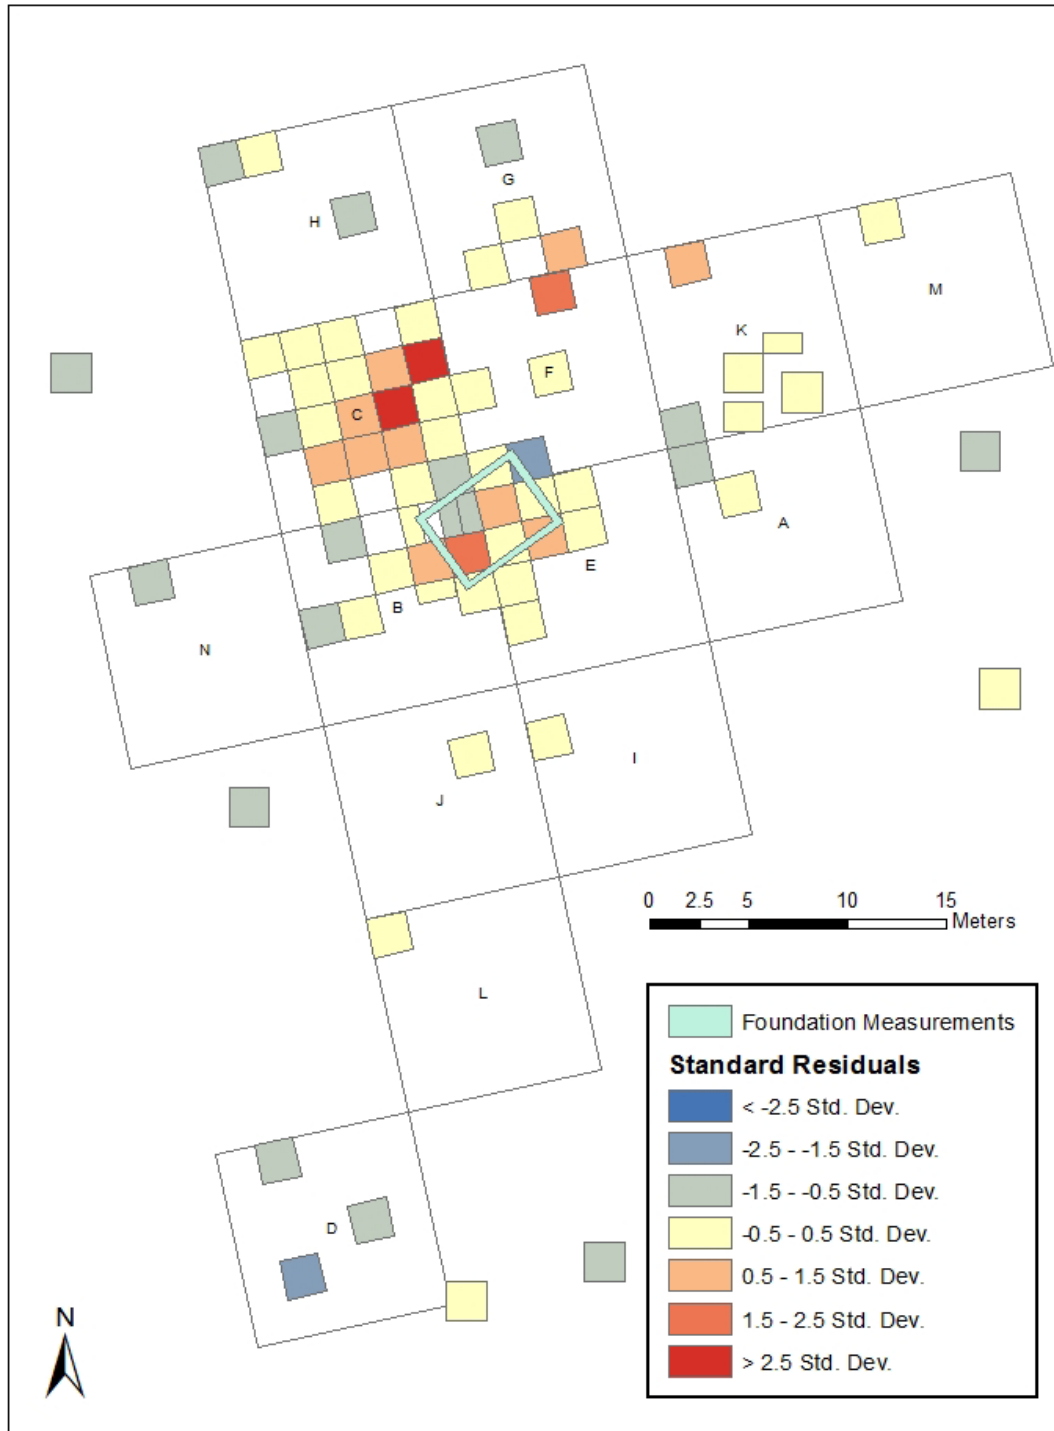 G
H
M
K
F
C
A
E
B
N
I
J
0 2.5 5 10 15
Meters
L
Foundation Measurements
Standard Residuals
< -2.5 Std. Dev.
-2.5 - -1.5 Std. Dev.
-1.5 - -0.5 Std. Dev.
-0.5 - 0.5 Std. Dev.
0.5 - 1.5 Std. Dev.
1.5 - 2.5 Std. Dev.
> 2.5 Std. Dev.
D
N